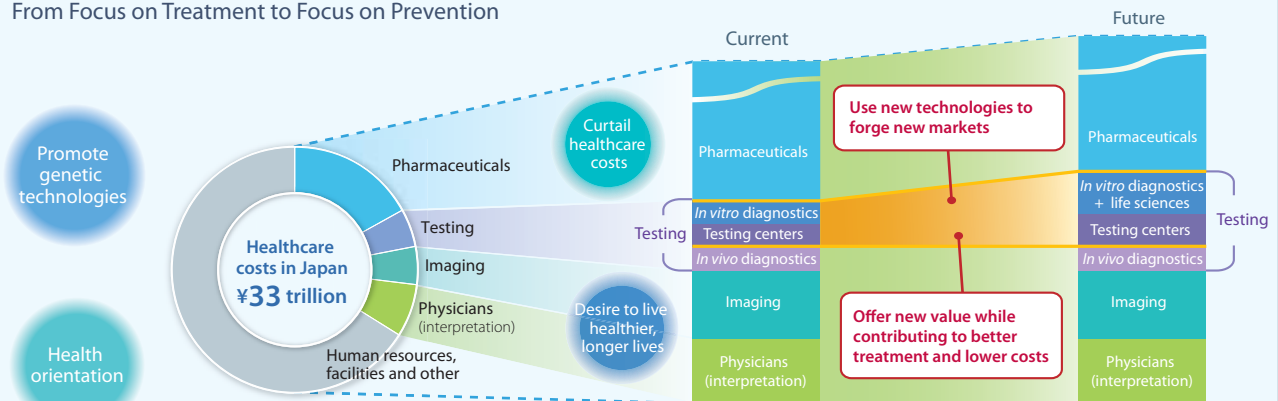 From Focus on Treatment to Focus on Prevention
Promote
genetic
technologies
Health
orientation
Healthcare
costs in Japan
¥33 trillion
Pharmaceuticals
Testing
Imaging
Physicians
(interpretation)
Human resources,
facilities and other
Curtail
healthcare
costs
Desire to live
healthier,
longer lives
Current
Pharmaceuticals
Testing
In vitro diagnostics
Testing centers
In vivo diagnostics
Imaging
Physicians
(interpretation)
Use new technologies to
forge new markets
Offer new value while
contributing to better
treatment and lower costs
Future
Pharmaceuticals
In vitro diagnostics
+ life sciences
Testing centers
In vivo diagnostics
Testing
Imaging
Physicians
(interpretation)